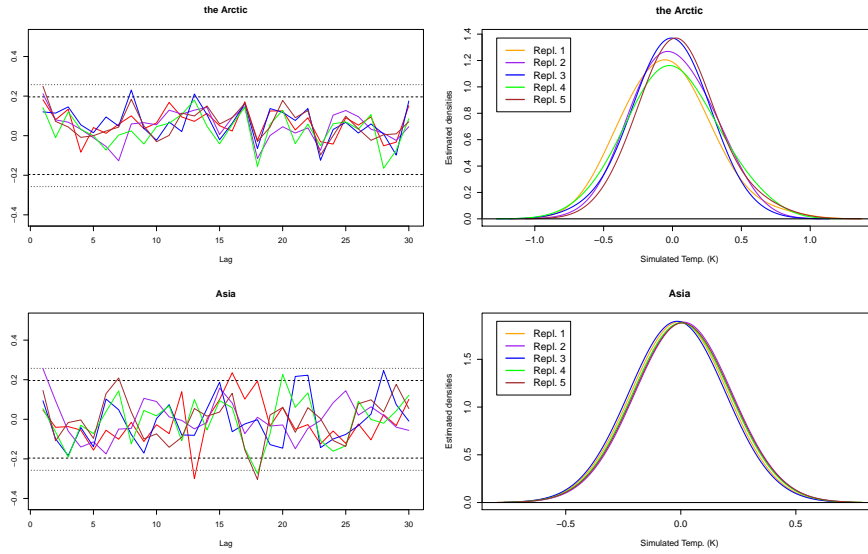 the Arctic
0.4
0.2
0.0
−0.2
−0.4
0 5 10 15 20 25 30
Lag
the Arctic
Estimated densities
1.4
1.2
1.0
0.8
0.6
0.4
0.2
0.0
Repl. 1
Repl. 2
Repl. 3
Repl. 4
Repl. 5
−1.0 −0.5 0.0 0.5 1.0
Simulated Temp. (K)
Asia
0.4
0.2
0.0
−0.2
−0.4
0 5 10 15 20 25 30
Lag
Asia
Estimated densities
1.5
1.0
0.5
0.0
Repl. 1
Repl. 2
Repl. 3
Repl. 4
Repl. 5
−0.5 0.0 0.5
Simulated Temp. (K)